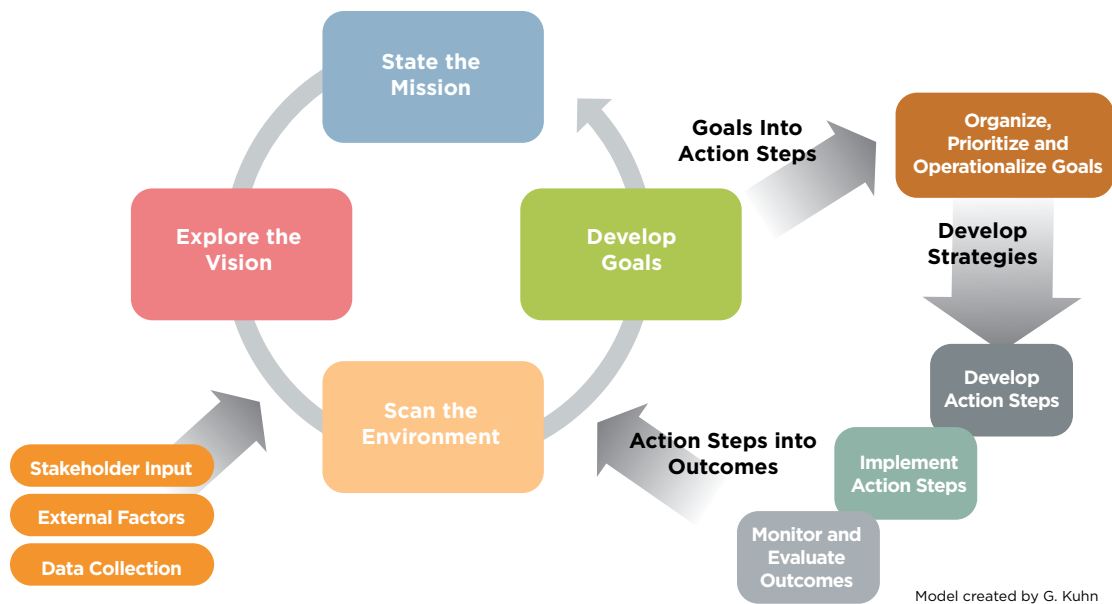 State the
Mission
Goals Into
Action Steps
Organize,
Prioritize and
Operationalize Goals
Explore the
Vision
Develop
Goals
Develop
Strategies
Scan the
Environment
Develop
Action Steps
Stakeholder Input
External Factors
Data Collection
Action Steps into
Outcomes
Implement
Action Steps
Monitor and
Evaluate
Outcomes
Model created by G. Kuhn